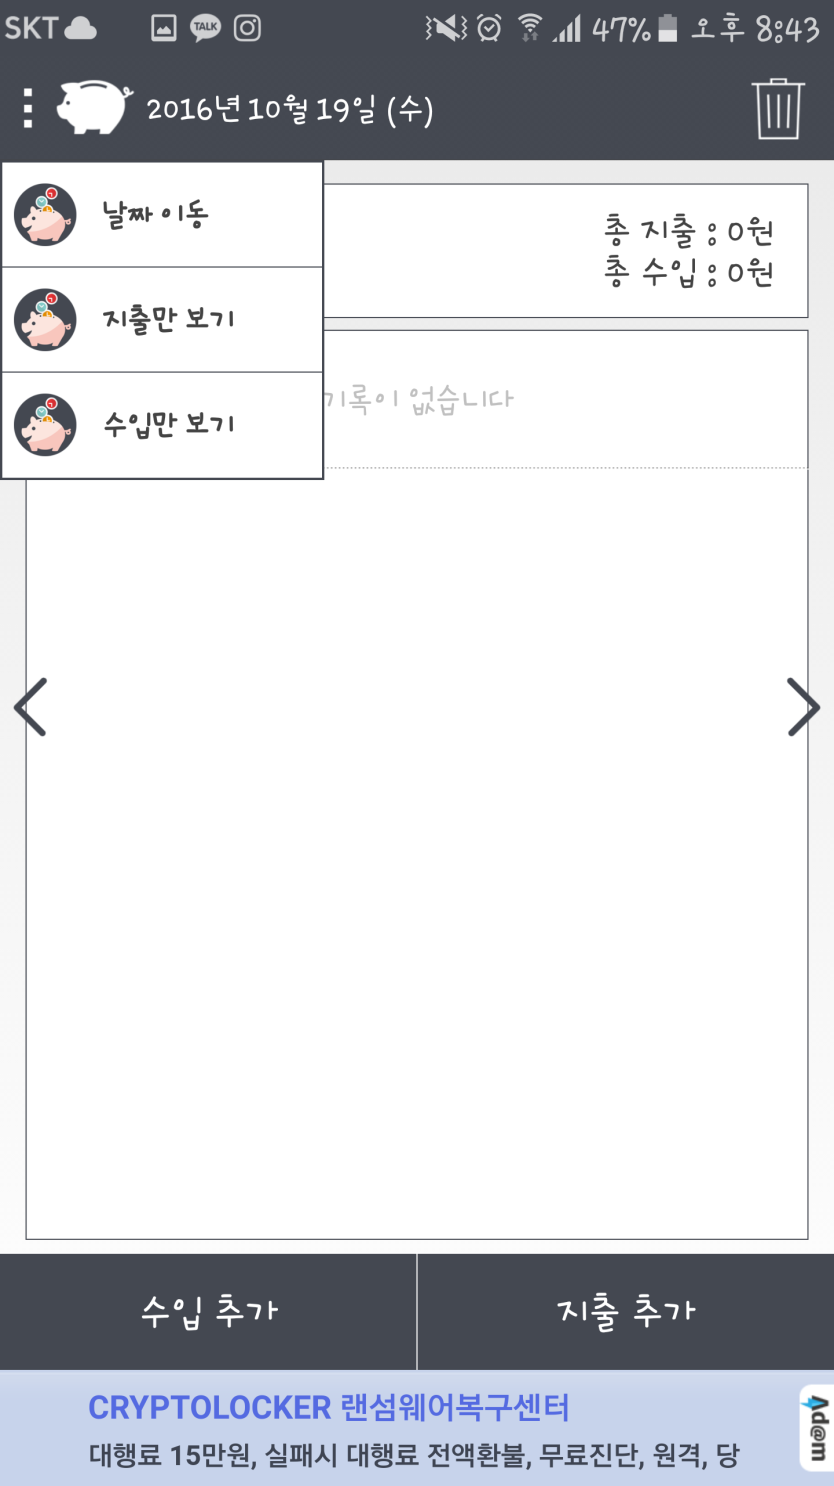 SKT
TALK
47%
오후 8:43
2016년 10월 19일 (수)
날짜 이동
지출만 보기
수입만 보기
총 지출 : 0원
총 수입 : 0원
기록이 없습니다
수입 추가
지출 추가
CRYPTOLOCKER 랜섬웨어복구센터
대행료 15만원, 실패시 대행료 전액환불, 무료진단, 원격, 당
Ad@m